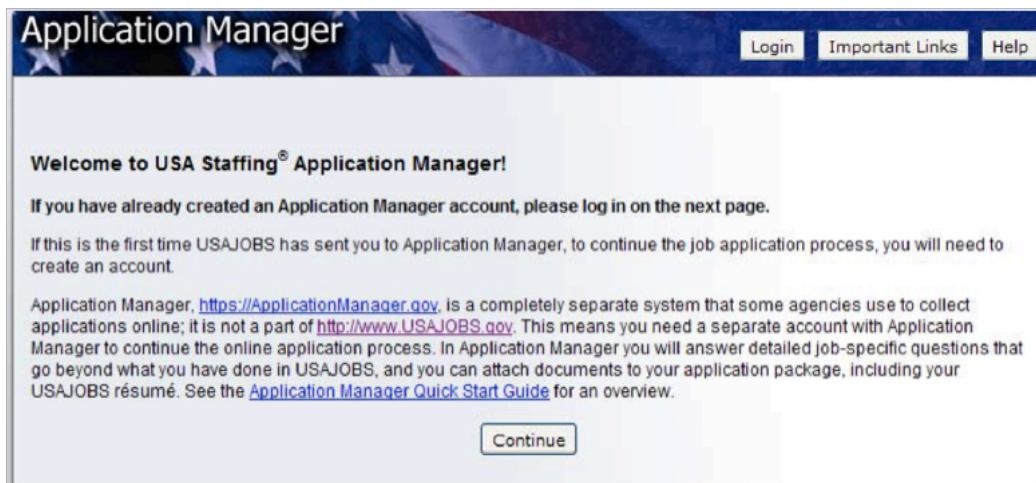 Application Manager
Login Important Links Help
Welcome to USA Staffing® Application Manager!
If you have already created an Application Manager account, please log in on the next page.
If this is the first time USAJOBS has sent you to Application Manager, to continue the job application process, you will need to
create an account.
Application Manager, https://ApplicationManager.gov, is a completely separate system that some agencies use to collect
applications online; it is not a part of http://www.USAJOBS.gov. This means you need a separate account with Application
Manager to continue the online application process. In Application Manager you will answer detailed job-specific questions that
go beyond what you have done in USAJOBS, and you can attach documents to your application package, including your
USAJOBS résumé. See the Application Manager Quick Start Guide for an overview.
Continue